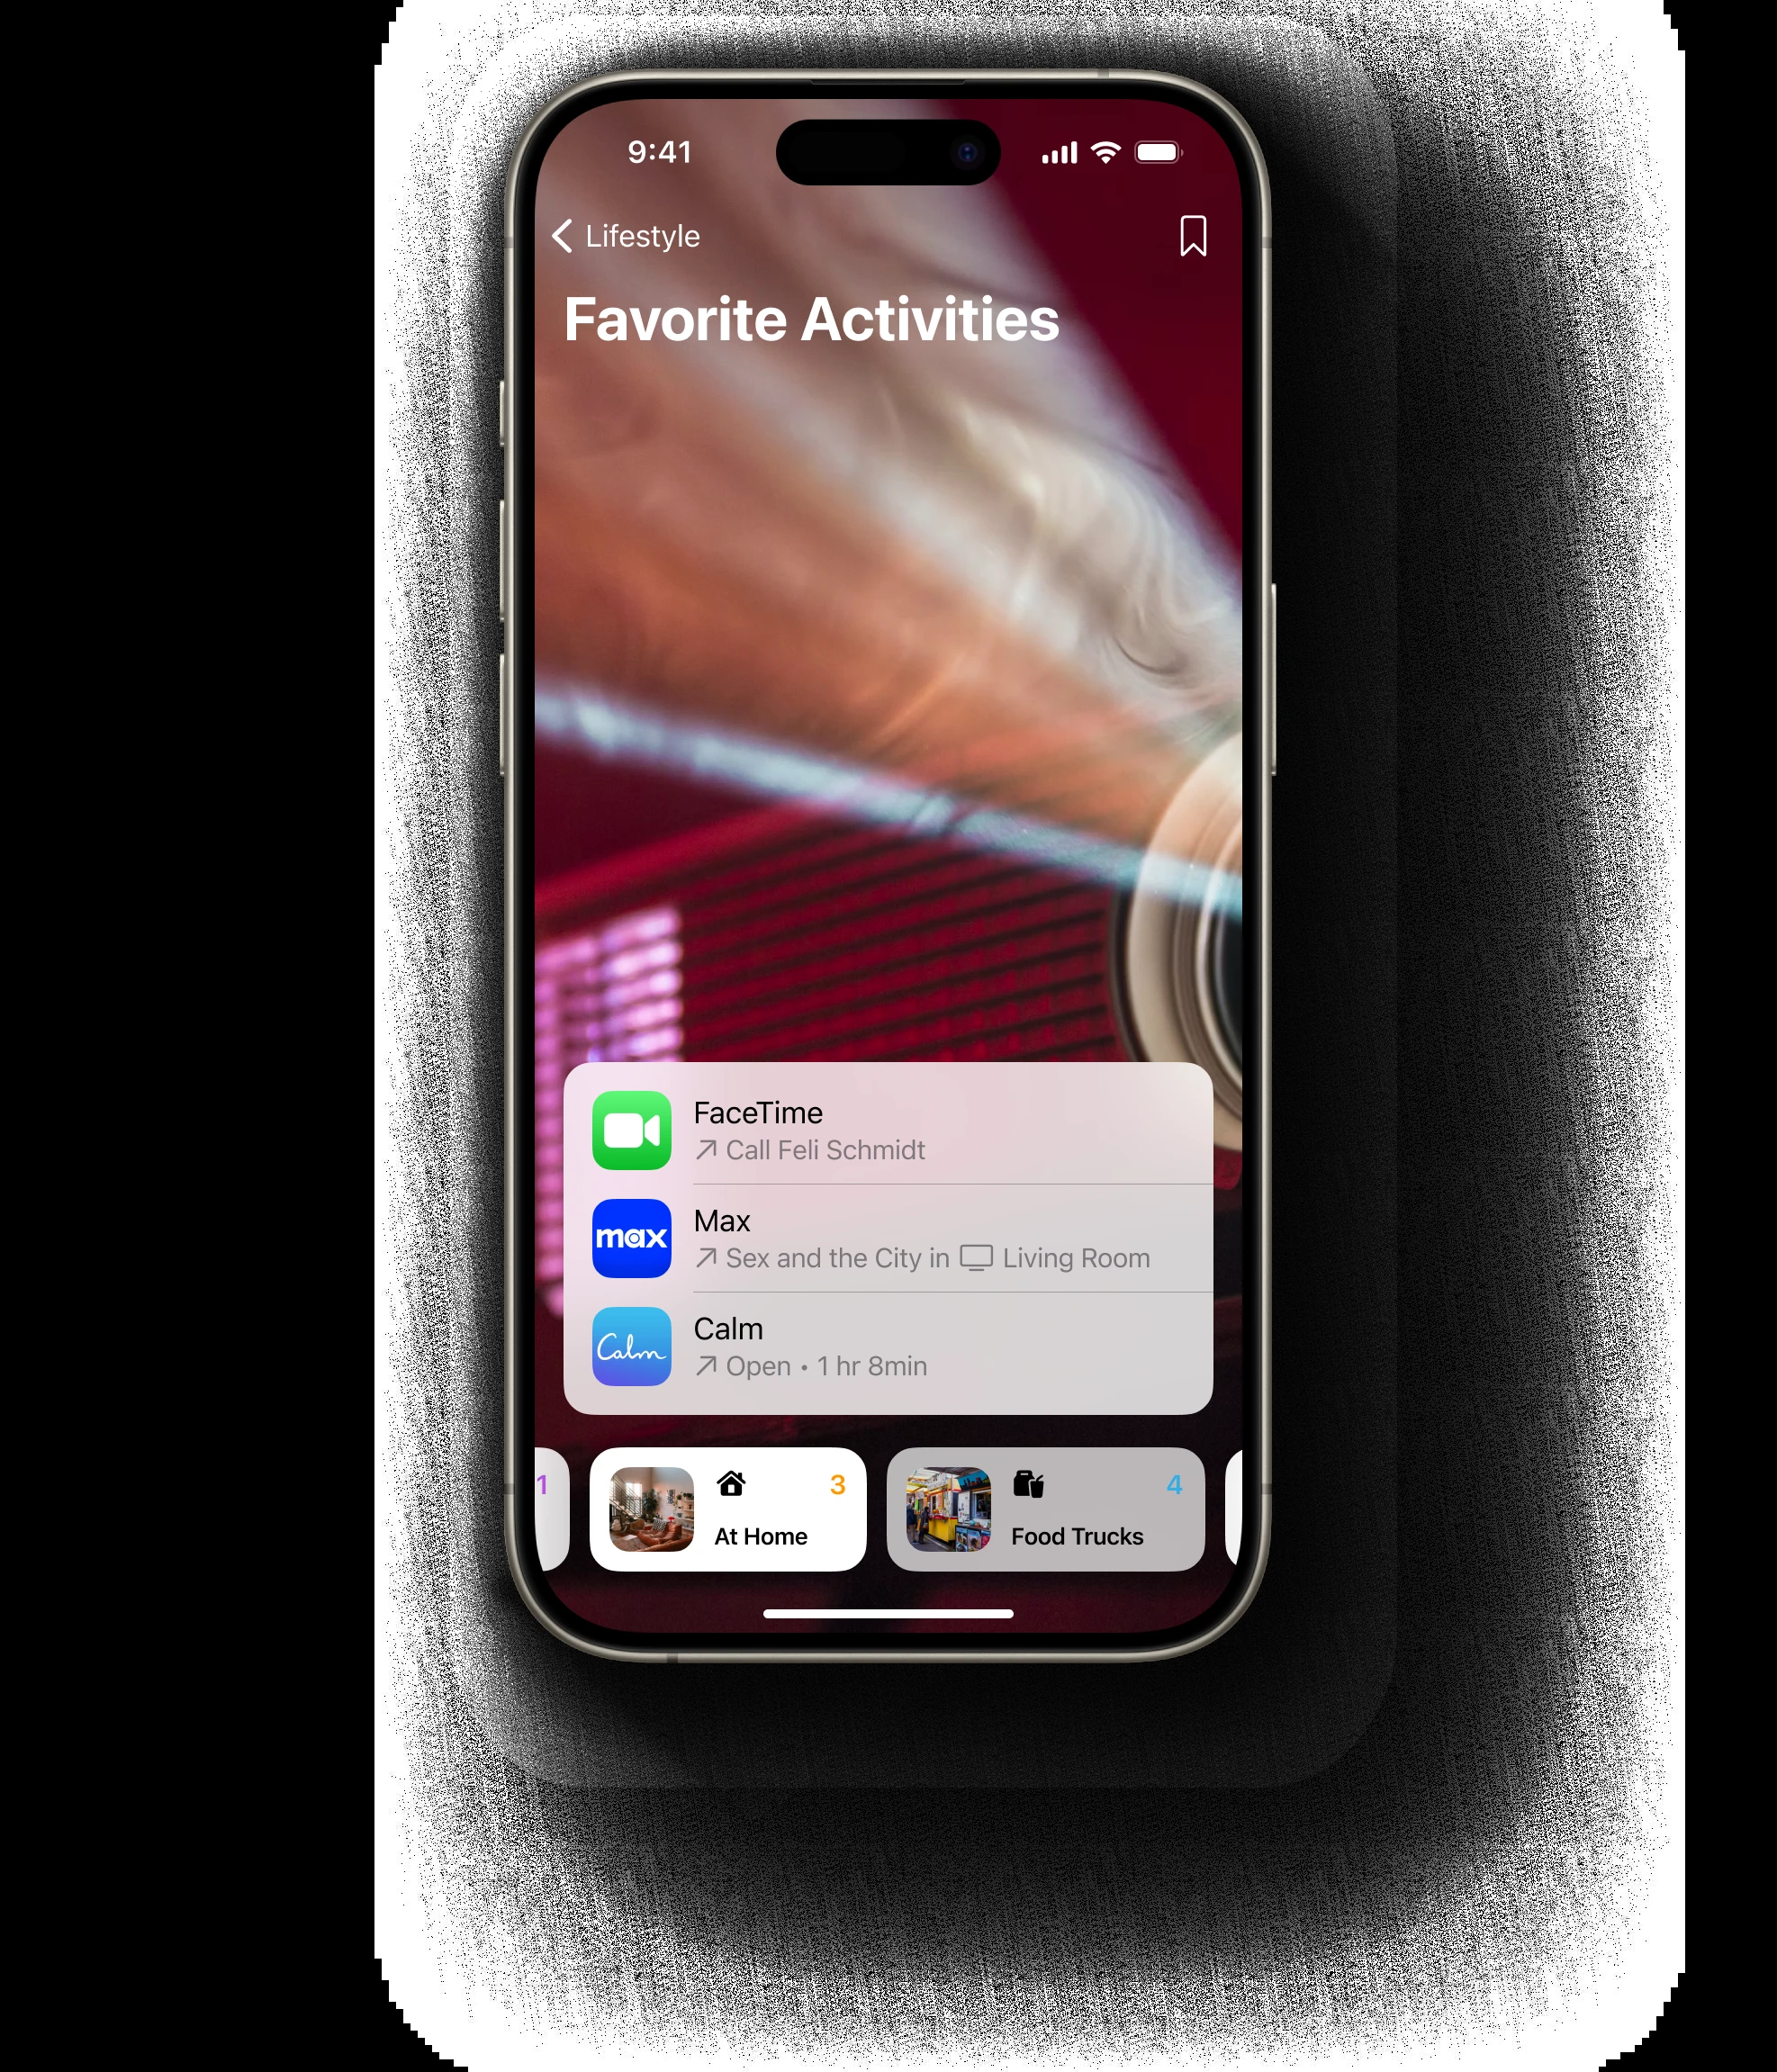 9:41
Lifestyle
Favorite Activities
FaceTime
Call Feli Schmidt
max
Max
Sex and the City in Living Room
Calm
Calm
Open • 1 hr 8min
1
3
At Home
4
Food Trucks